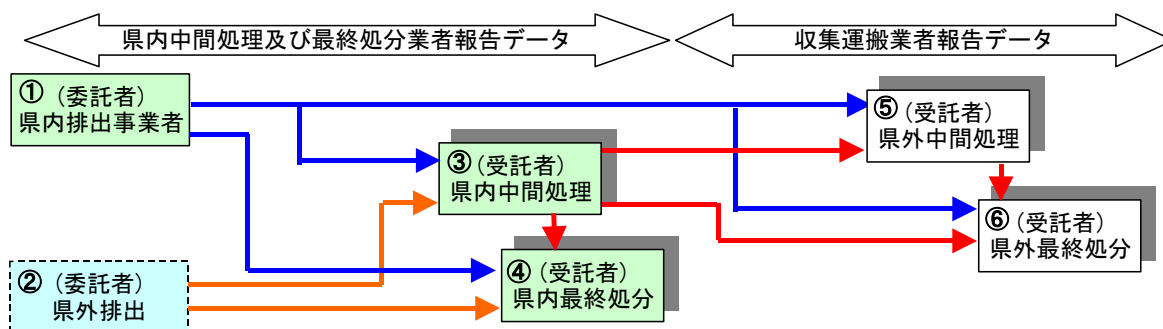 県内中間処理及び最終処分業者報告データ
収集運搬業者報告データ
① (委託者)
県内排出事業者
⑤ (受託者)
県外中間処理
③ (受託者)
県内中間処理
⑥ (受託者)
県外最終処分
② (委託者)
県外排出
④ (受託者)
県内最終処分